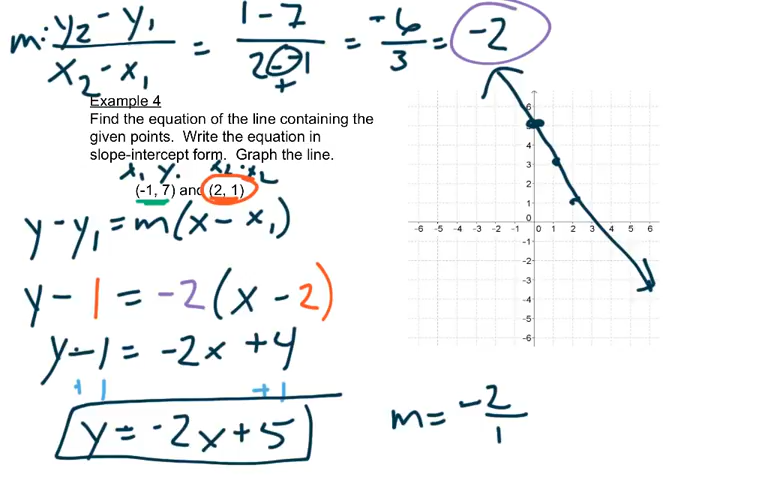 m: y₂ - y₁ / x₂ - x₁ = 1 - 7 / 2 - -1 + = -6 / 3 = -2
Example 4
Find the equation of the line containing the
given points. Write the equation in
slope-intercept form. Graph the line.
x₁ y₁ x₂ · x₂
(-1, 7) and (2, 1)
y - y₁ = m(x - x₁)
y - 1 = -2(x - 2)
y - 1 = -2x + 4
+1 +1
y = -2x + 5
6
4
3
2
1
0
-6 -5 -4 -3 -2 -1 0 1 2 3 4 5 6
-1
-2
-3
-4
-5
-6
m = -2 / 1